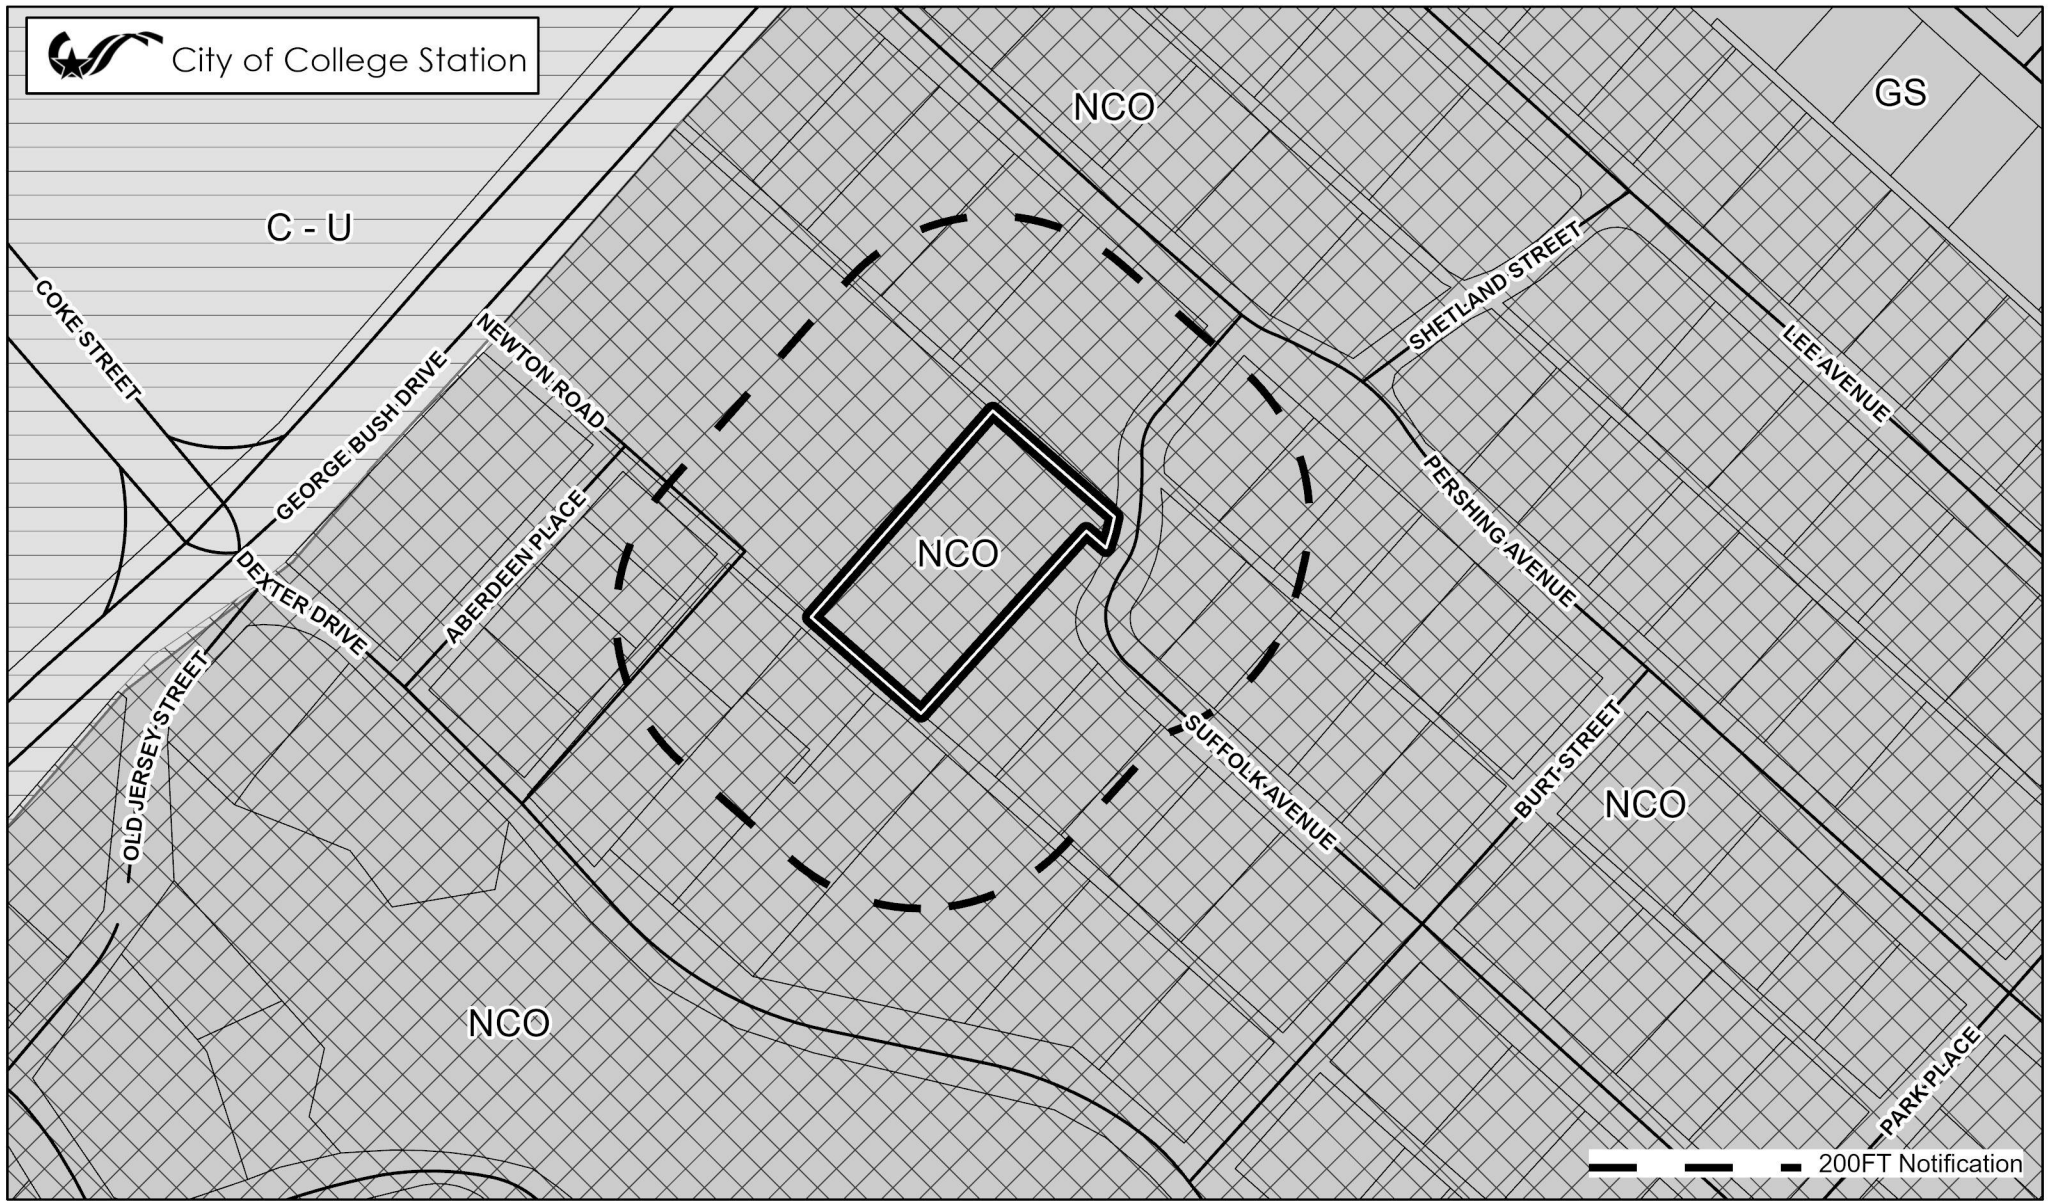 City of College Station
NCO
GS
C - U
COKE STREET
SHETLAND STREET
NEWTON ROAD
LEE AVENUE
GEORGE BUSH DRIVE
PERSHING AVENUE
ABERDEEN PLACE
NCO
DEXTER DRIVE
OLD JERSEY STREET
SUFFOLK AVENUE
BURT STREET
NCO
NCO
PARK PLACE
200FT Notification